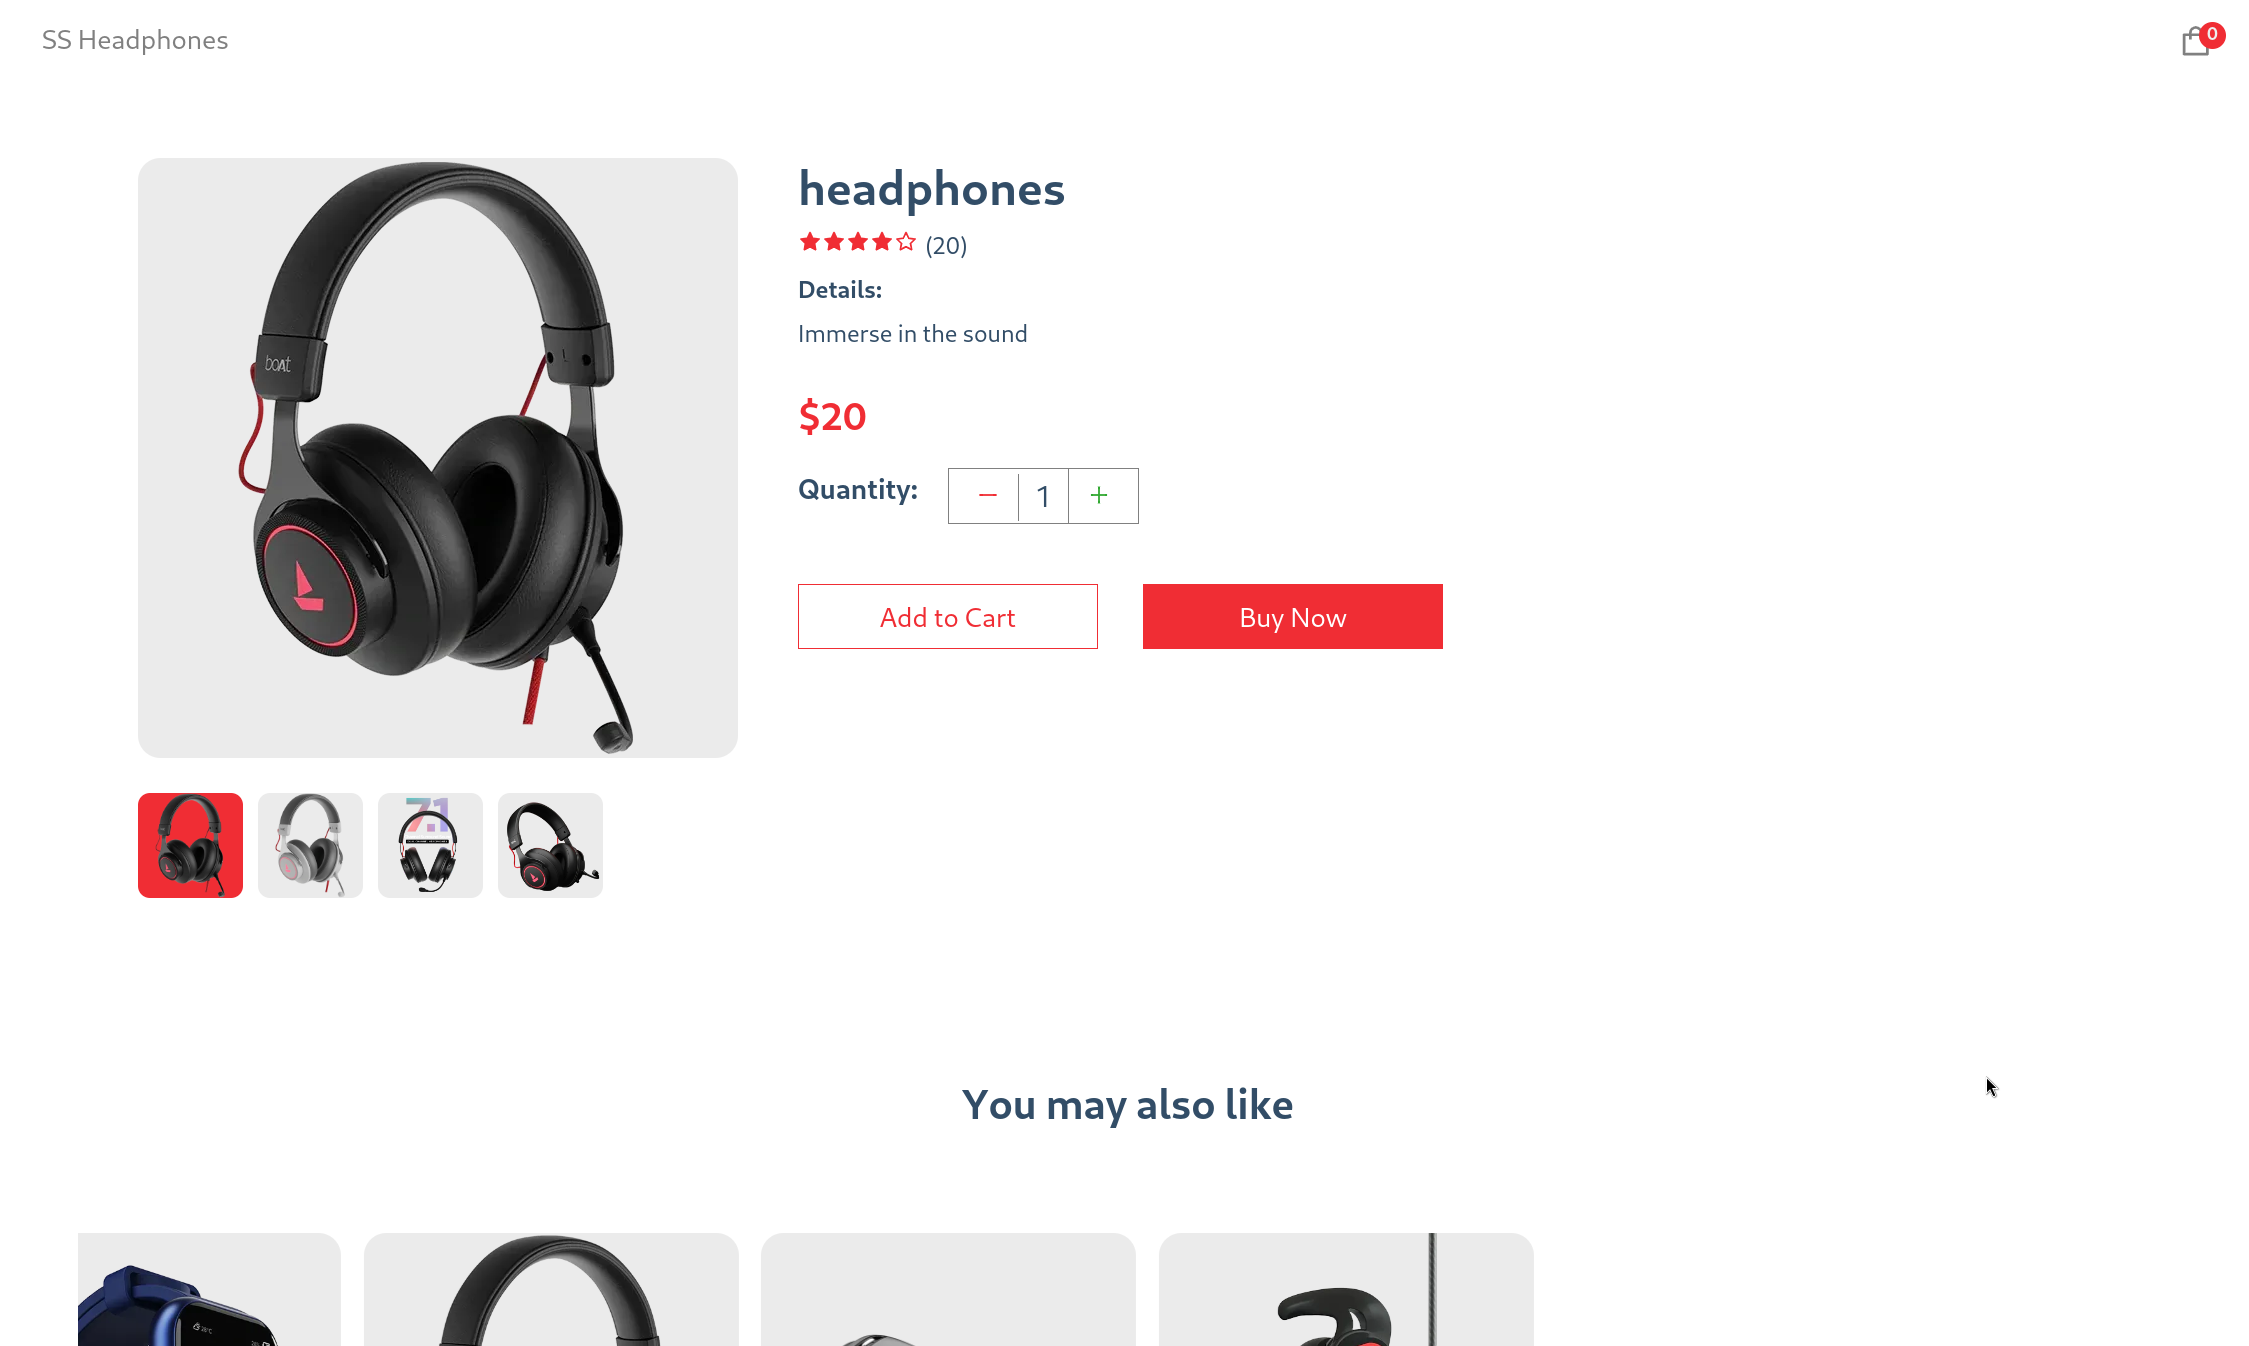 SS Headphones
0
boAt
headphones
(20)
Details:
Immerse in the sound
$20
Quantity:
1
Add to Cart
Buy Now
7.1
You may also like